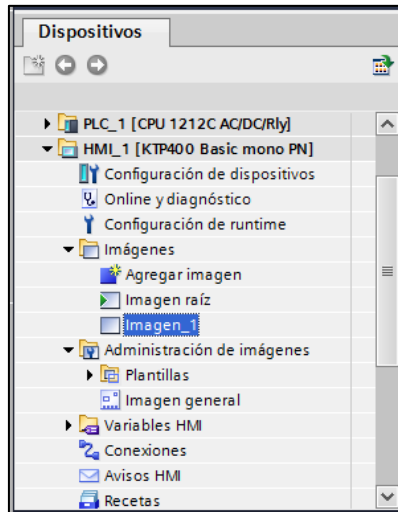 Dispositivos
PLC_1 [CPU 1212C AC/DC/Rly]
HMI_1 [KTP400 Basic mono PN]
Configuración de dispositivos
Online y diagnóstico
Configuración de runtime
Imágenes
Agregar imagen
Imagen raíz
Imagen_1
Administración de imágenes
Plantillas
Imagen general
Variables HMI
Conexiones
Avisos HMI
Recetas